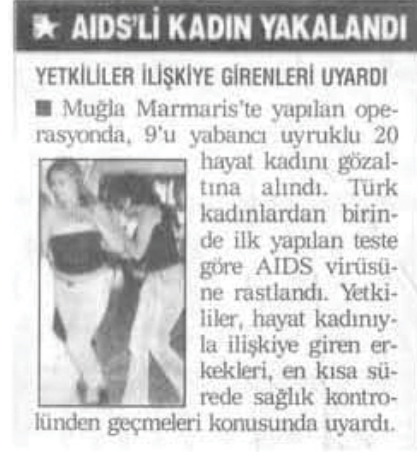 ★ AIDS'Lİ KADIN YAKALANDI
YETKİLİLER İLİŞKİYE GİRENLERİ UYARDI
■ Muğla Marmaris'te yapılan ope-
rasyonda, 9'u yabancı uyruklu 20
hayat kadını gözal-
tına alındı. Türk
kadınlardan birin-
de ilk yapılan teste
göre AIDS virüsü-
ne rastlandı. Yetki-
liler, hayat kadınıy-
la ilişkiye giren er-
kekleri, en kısa sü-
rede sağlık kontro-
lünden geçmeleri konusunda uyardı.